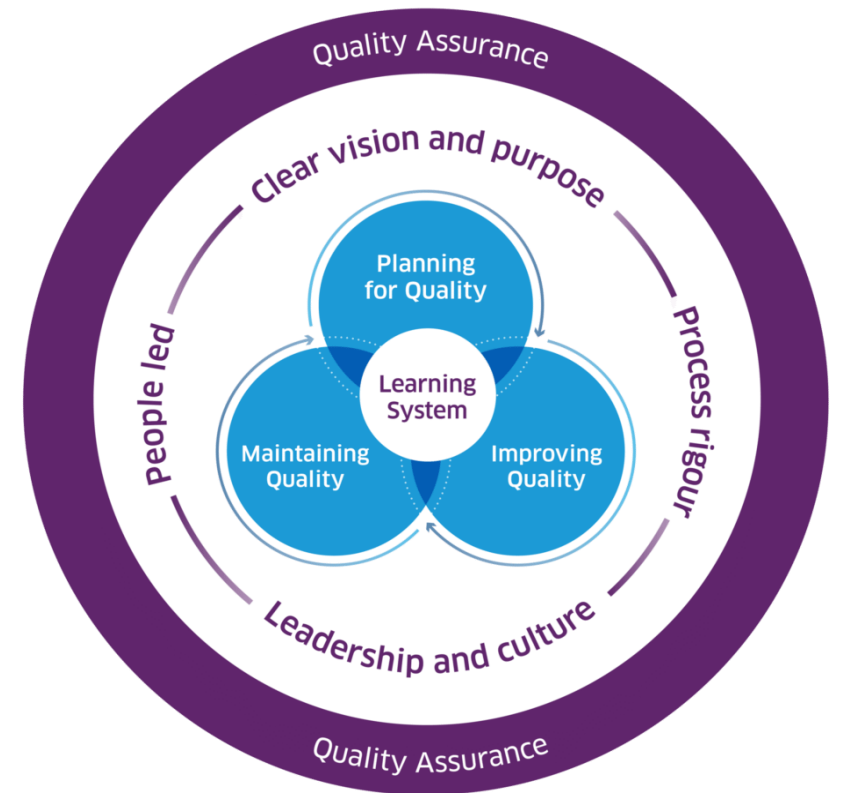 Quality Assurance
Clear vision and purpose
Planning
for Quality
People led
Process rigour
Learning
System
Maintaining
Quality
Improving
Quality
Leadership and culture
Quality Assurance